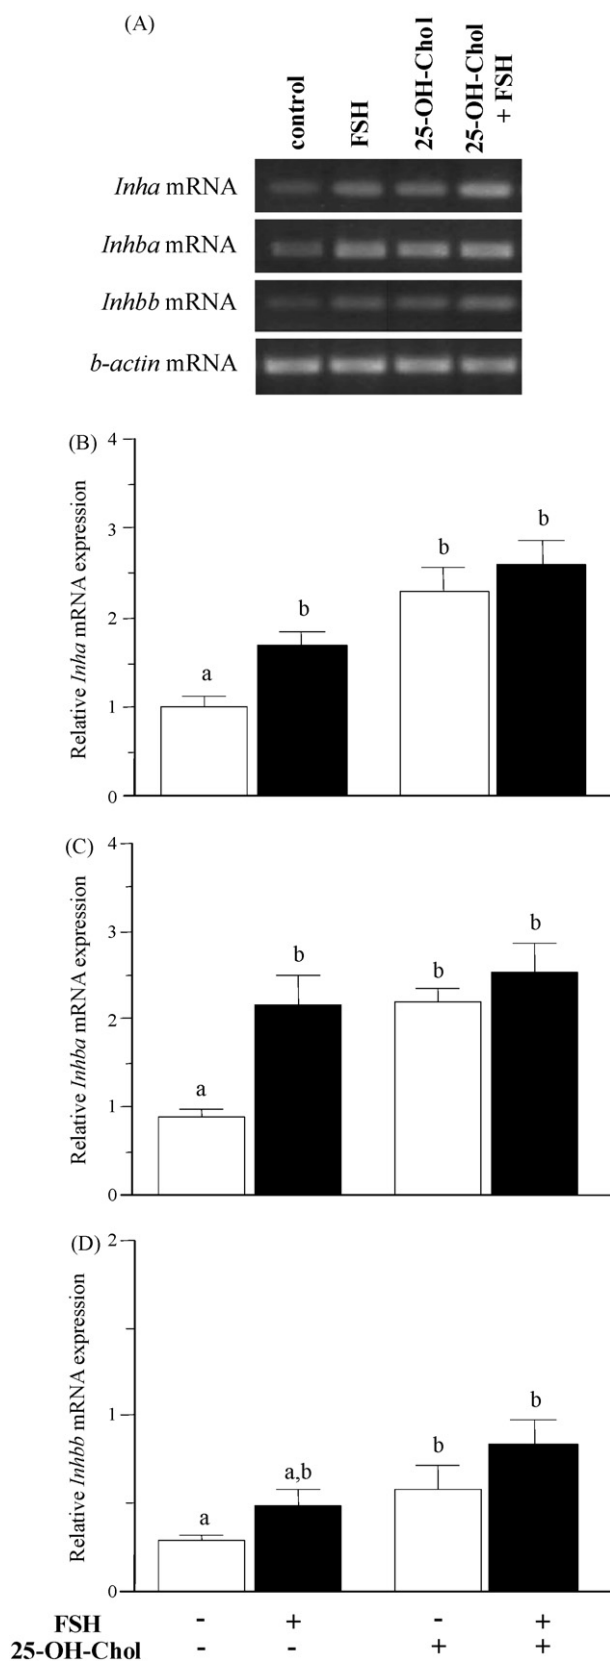 (A)
control
FSH
25-OH-Chol
25-OH-Chol
+ FSH
Inha mRNA
Inhba mRNA
Inhbb mRNA
b-actin mRNA
(B)
Relative Inha mRNA expression
4
3
2
1
0
a
b
b
b
(C)
Relative Inhba mRNA expression
4
3
2
1
0
a
b
b
b
(D)
Relative Inhbb mRNA expression
2
1
0
a
a,b
b
b
FSH - + - +
25-OH-Chol - - + +